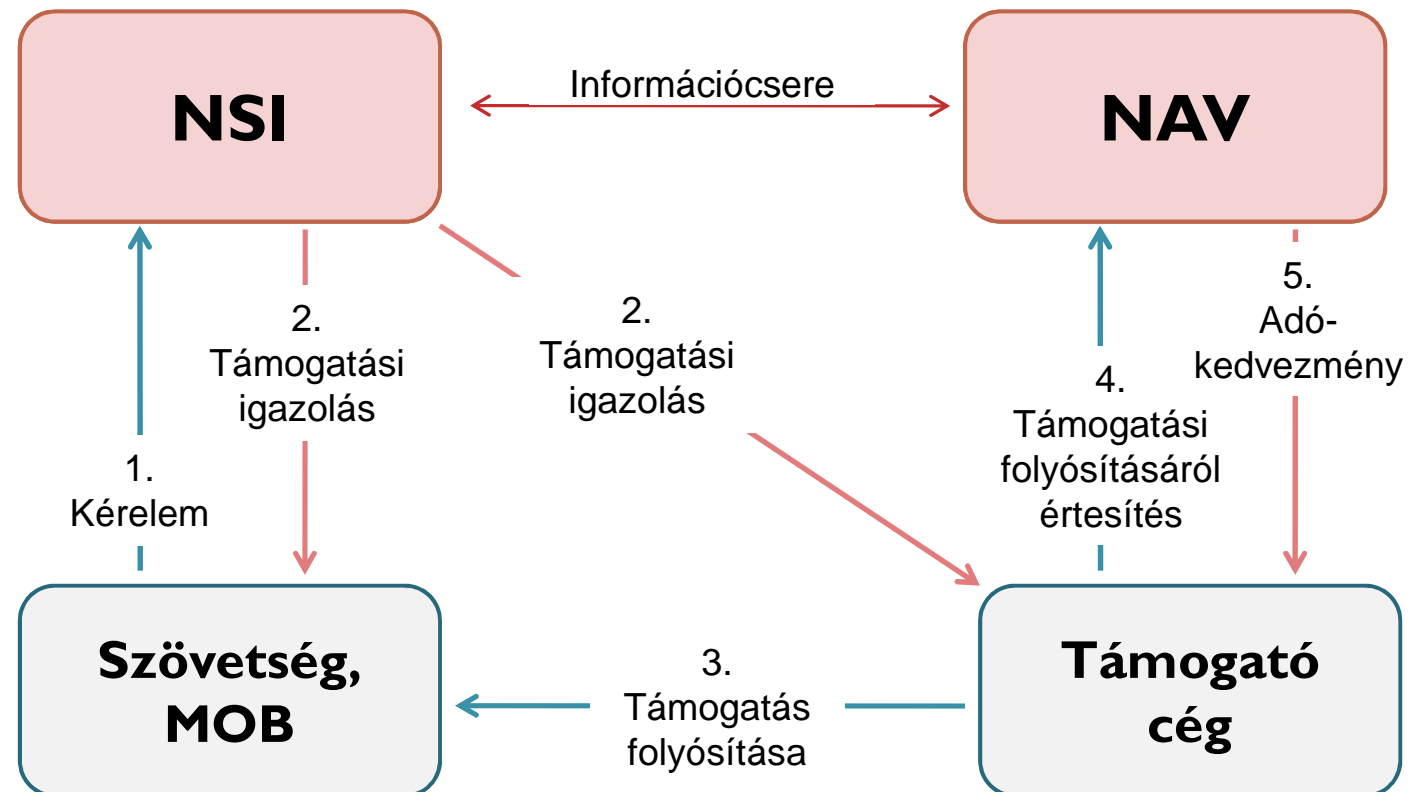 NSI
Információcsere
NAV
2.
Támogatási
igazolás
2.
Támogatási
igazolás
5.
Adó-
kedvezmény
1.
Kérelem
4.
Támogatási
folyósításáról
értesítés
Szövetség,
MOB
3.
Támogatás
folyósítása
Támogató
cég